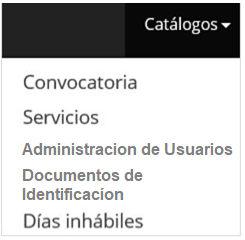 Catálogos
Convocatoria
Servicios
Administracion de Usuarios
Documentos de
Identificacion
Días inhábiles